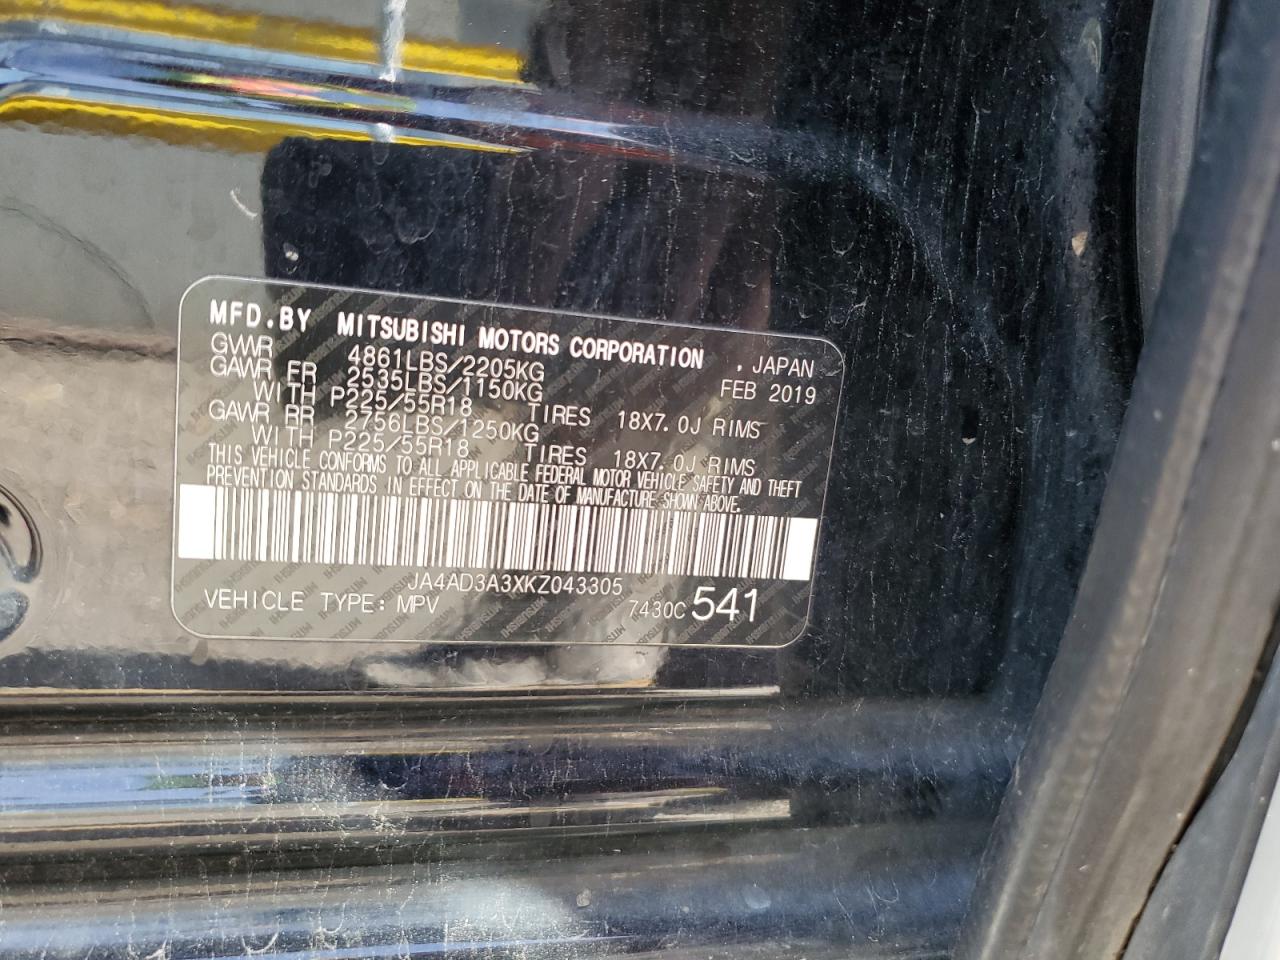 MFD.BY MITSUBISHI MOTORS CORPORATION , JAPAN
GVWR 4861LBS/2205KG FEB 2019
GAWR FR 2535LBS/1150KG
WITH P225/55R18 TIRES 18X7.0J RIMS
GAWR RR 2756LBS/1250KG
WITH P225/55R18 TIRES 18X7.0J RIMS
THIS VEHICLE CONFORMS TO ALL APPLICABLE FEDERAL MOTOR VEHICLE SAFETY AND THEFT
PREVENTION STANDARDS IN EFFECT ON THE DATE OF MANUFACTURE SHOWN ABOVE.
JA4AD3A3XKZ043305
VEHICLE TYPE: MPV 7430C 541